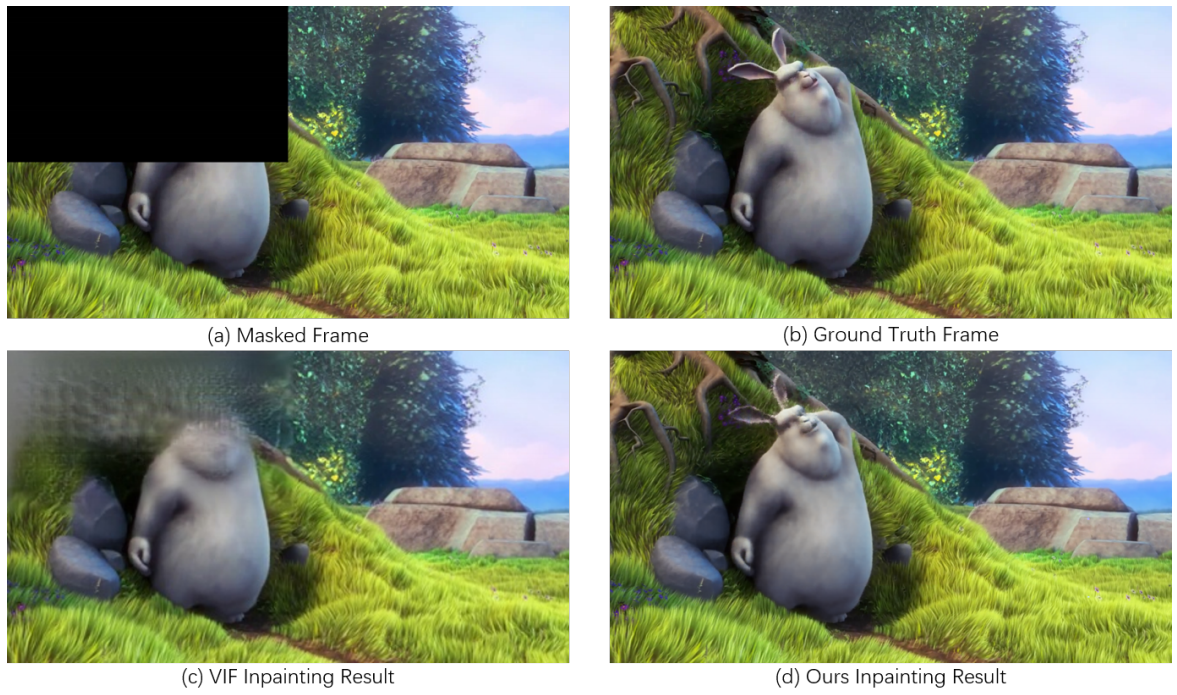 (a) Masked Frame
(b) Ground Truth Frame
(c) VIF Inpainting Result
(d) Ours Inpainting Result